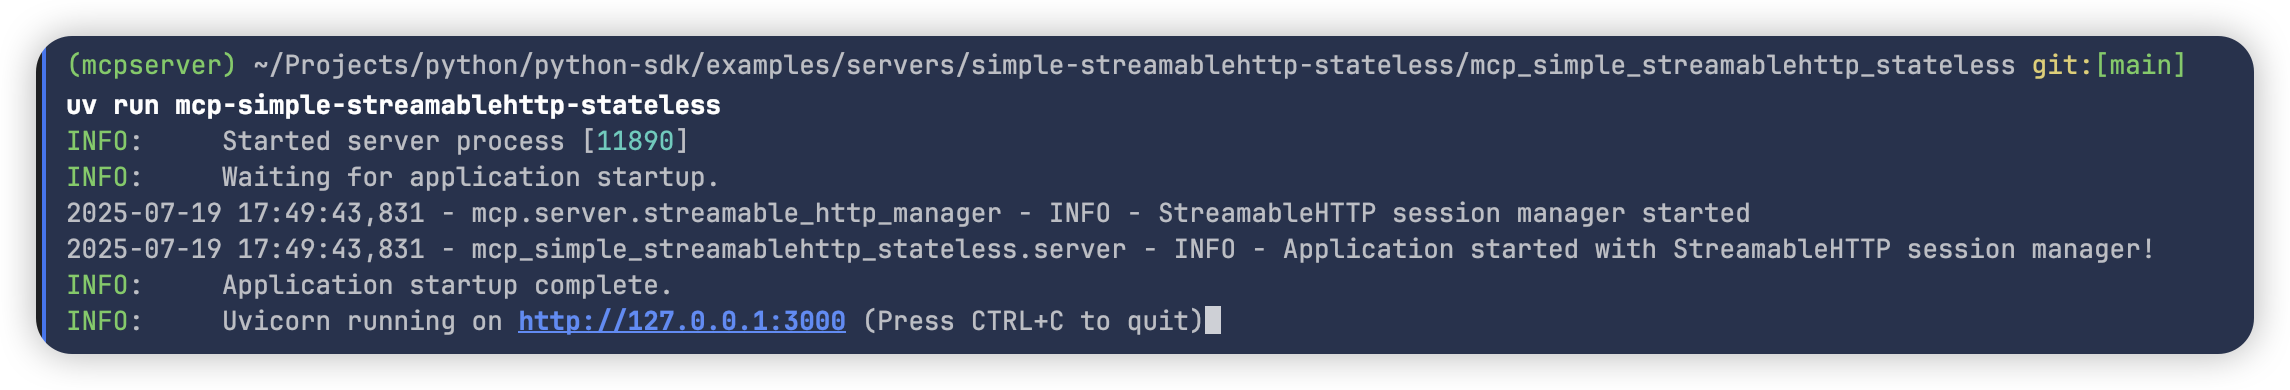 (mcpserver) ~/Projects/python/python-sdk/examples/servers/simple-streamablehttp-stateless/mcp_simple_streamablehttp_stateless git:[main]
uv run mcp-simple-streamablehttp-stateless
INFO:     Started server process [11890]
INFO:     Waiting for application startup.
2025-07-19 17:49:43,831 - mcp.server.streamable_http_manager - INFO - StreamableHTTP session manager started
2025-07-19 17:49:43,831 - mcp_simple_streamablehttp_stateless.server - INFO - Application started with StreamableHTTP session manager!
INFO:     Application startup complete.
INFO:     Uvicorn running on http://127.0.0.1:3000 (Press CTRL+C to quit)